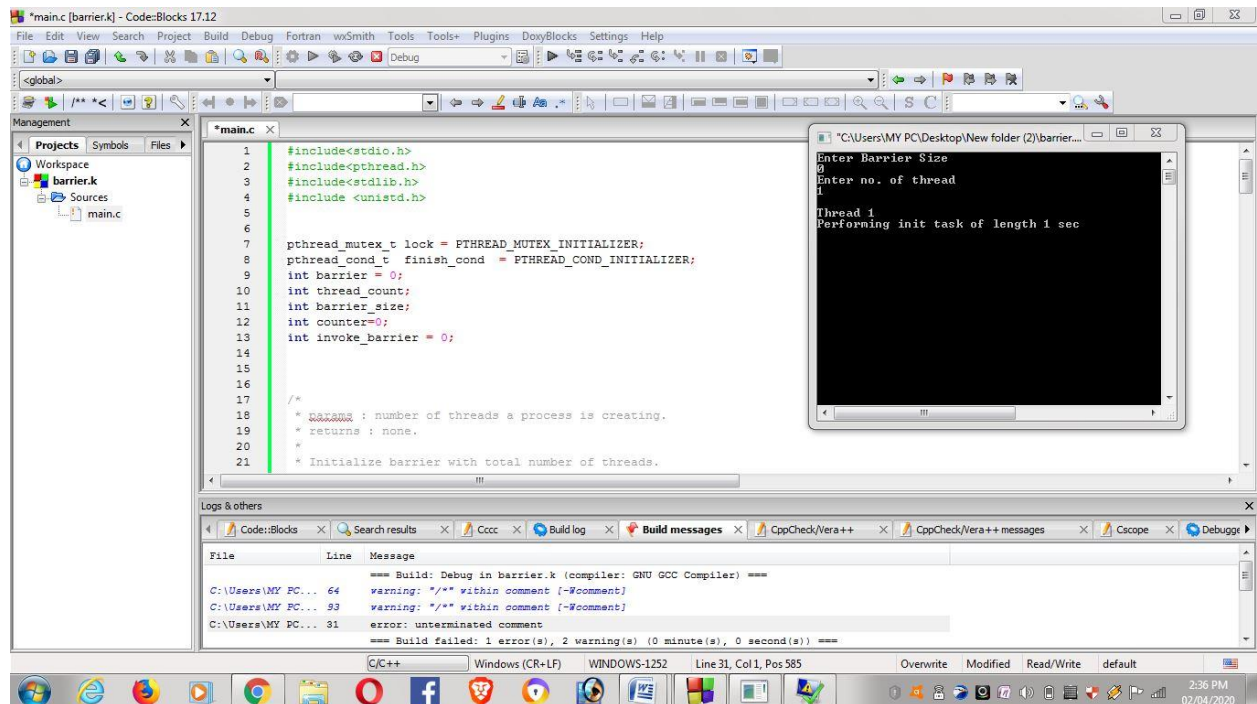 *main.c [barrier.k] - Code::Blocks 17.12
File Edit View Search Project Build Debug Fortran wxSmith Tools Tools+ Plugins DoxyBlocks Settings Help
Debug
<global>
/** *< S C
Management
Projects Symbols Files
Workspace
barrier.k
Sources
main.c
*main.c
1 #include<stdio.h>
2 #include<pthread.h>
3 #include<stdlib.h>
4 #include <unistd.h>
5
6
7 pthread_mutex_t lock = PTHREAD_MUTEX_INITIALIZER;
8 pthread_cond_t finish_cond = PTHREAD_COND_INITIALIZER;
9 int barrier = 0;
10 int thread_count;
11 int barrier_size;
12 int counter=0;
13 int invoke_barrier = 0;
14
15
16
17 /*
18 * params : number of threads a process is creating.
19 * returns : none.
20 *
21 * Initialize barrier with total number of threads.
"C:\Users\MY PC\Desktop\New folder (2)\barrier....
Enter Barrier Size
0
Enter no. of thread
1
Thread 1
Performing init task of length 1 sec
Logs & others
Code::Blocks Search results Cccc Build log Build messages CppCheck/Vera++ CppCheck/Vera++ messages Cscope Debugge
File Line Message
=== Build: Debug in barrier.k (compiler: GNU GCC Compiler) ===
C:\Users\MY PC... 64 warning: "/*" within comment [-Wcomment]
C:\Users\MY PC... 93 warning: "/*" within comment [-Wcomment]
C:\Users\MY PC... 31 error: unterminated comment
=== Build failed: 1 error(s), 2 warning(s) (0 minute(s), 0 second(s)) ===
C/C++ Windows (CR+LF) WINDOWS-1252 Line 31, Col 1, Pos 585 Overwrite Modified Read/Write default
2:36 PM
02/04/2020